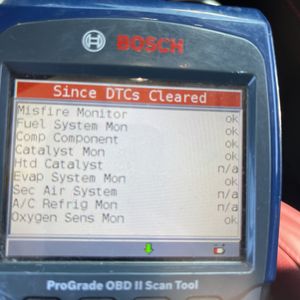 BOSCH
Since DTCs Cleared
Misfire Monitor ok
Fuel System Mon ok
Comp Component ok
Catalyst Mon ok
Htd Catalyst n/a
Evap System Mon ok
Sec Air System n/a
A/C Refrig Mon n/a
Oxygen Sens Mon ok
ProGrade OBD II Scan Tool